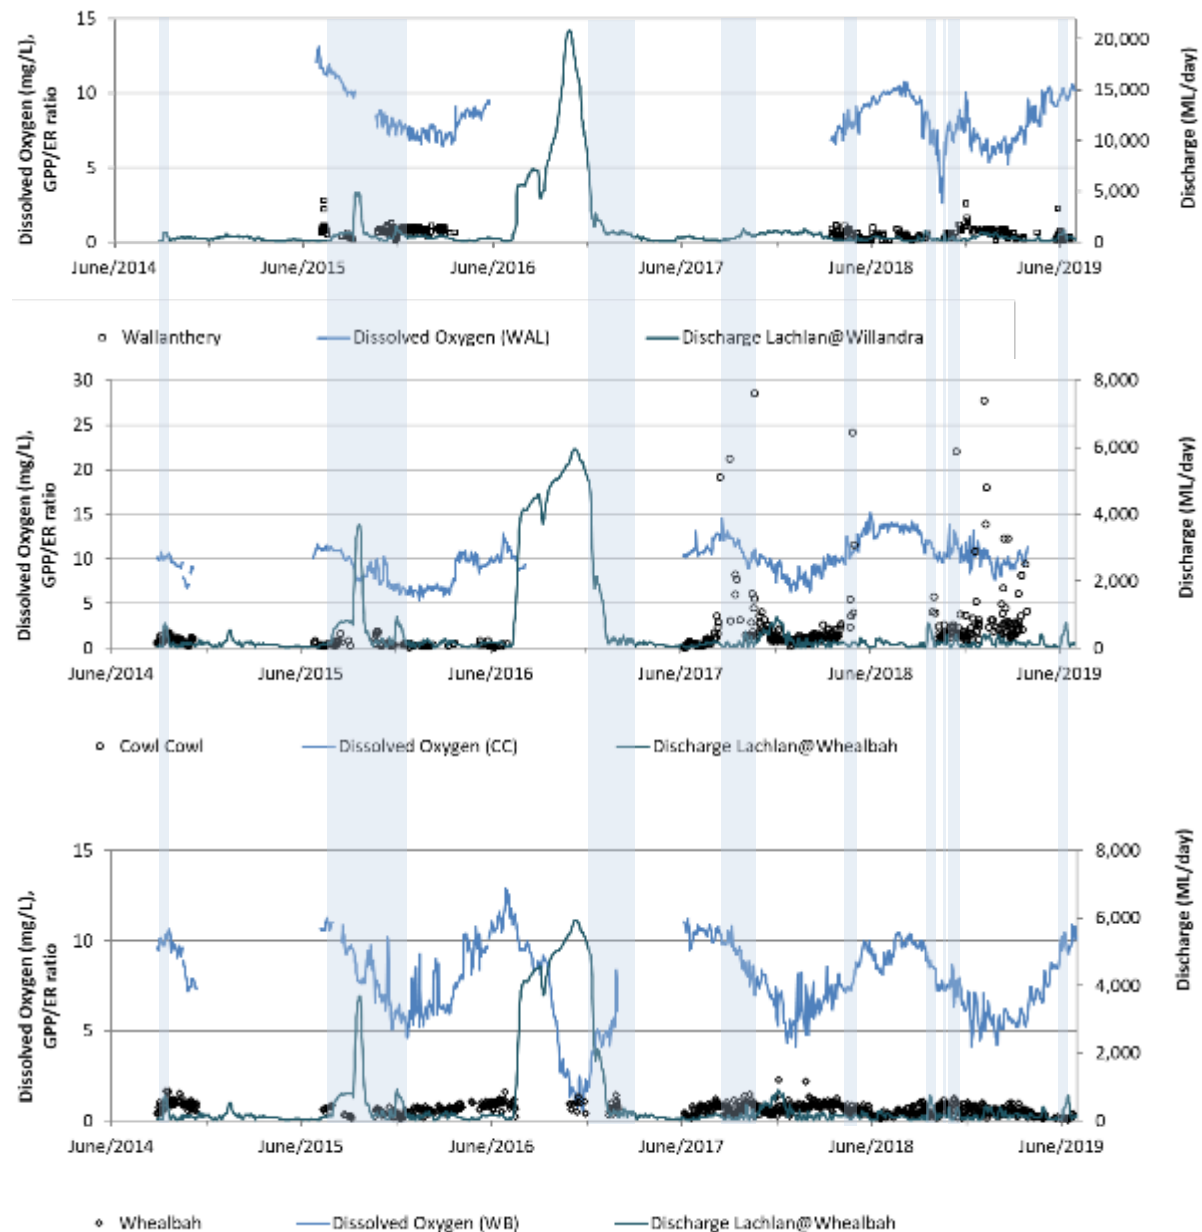 Dissolved Oxygen (mg/L),
GPP/ER ratio
15
10
5
0
20,000
15,000
10,000
5,000
0
Discharge (ML/day)
June/2014 June/2015 June/2016 June/2017 June/2018 June/2019
Wallanthery Dissolved Oxygen (WAL) Discharge Lachlan@Willandra
Dissolved Oxygen (mg/L),
GPP/ER ratio
30
25
20
15
10
5
0
8,000
6,000
4,000
2,000
0
Discharge (ML/day)
June/2014 June/2015 June/2016 June/2017 June/2018 June/2019
Cowl Cowl Dissolved Oxygen (CC) Discharge Lachlan@Whealbah
Dissolved Oxygen (mg/L),
GPP/ER ratio
15
10
5
0
8,000
6,000
4,000
2,000
0
Discharge (ML/day)
June/2014 June/2015 June/2016 June/2017 June/2018 June/2019
Whealbah Dissolved Oxygen (WB) Discharge Lachlan@Whealbah